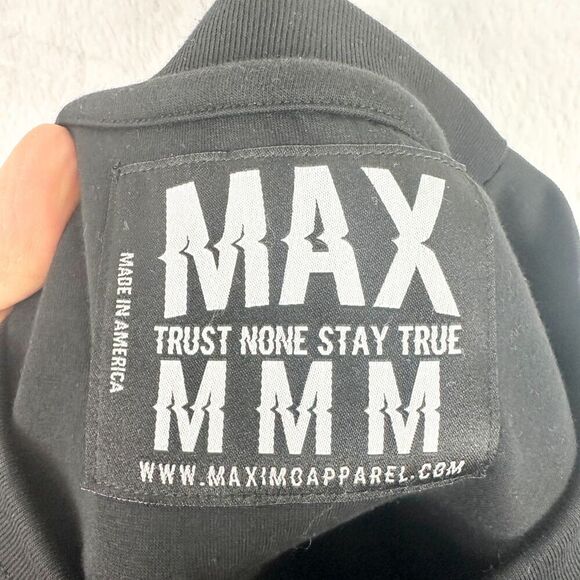 MAX
TRUST NONE STAY TRUE
M M M
WWW.MAXIMOAPPAREL.COM
MADE IN AMERICA